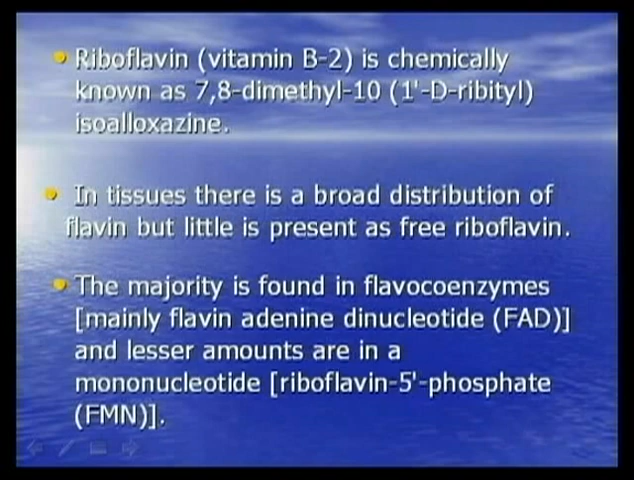 Riboflavin (vitamin B-2) is chemically
known as 7,8-dimethyl-10 (1'-D-ribityl)
isoalloxazine.
In tissues there is a broad distribution of
flavin but little is present as free riboflavin.
The majority is found in flavocoenzymes
[mainly flavin adenine dinucleotide (FAD)]
and lesser amounts are in a
mononucleotide [riboflavin-5'-phosphate
(FMN)].